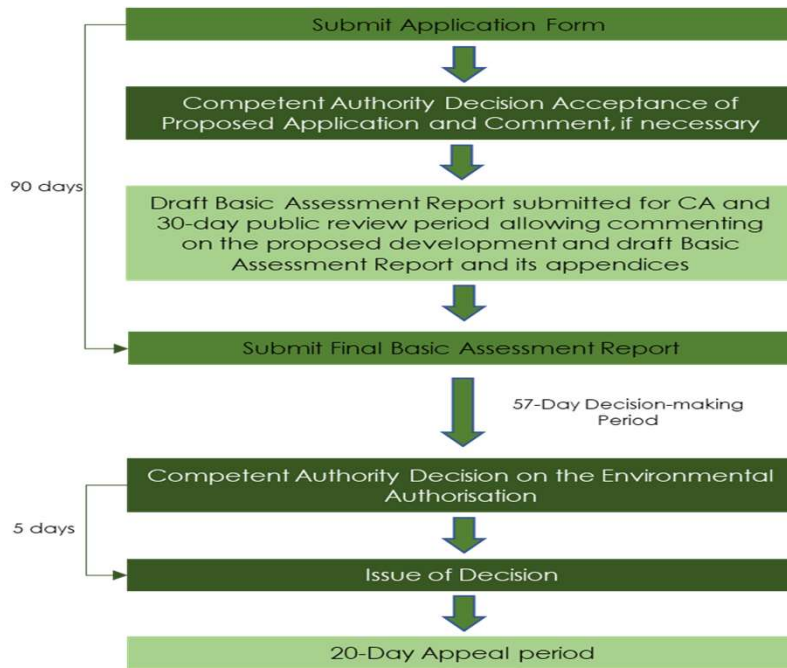 Submit Application Form
Competent Authority Decision Acceptance of
Proposed Application and Comment, if necessary
90 days
Draft Basic Assessment Report submitted for CA and
30-day public review period allowing commenting
on the proposed development and draft Basic
Assessment Report and its appendices
Submit Final Basic Assessment Report
57-Day Decision-making
Period
Competent Authority Decision on the Environmental
Authorisation
5 days
Issue of Decision
20-Day Appeal period